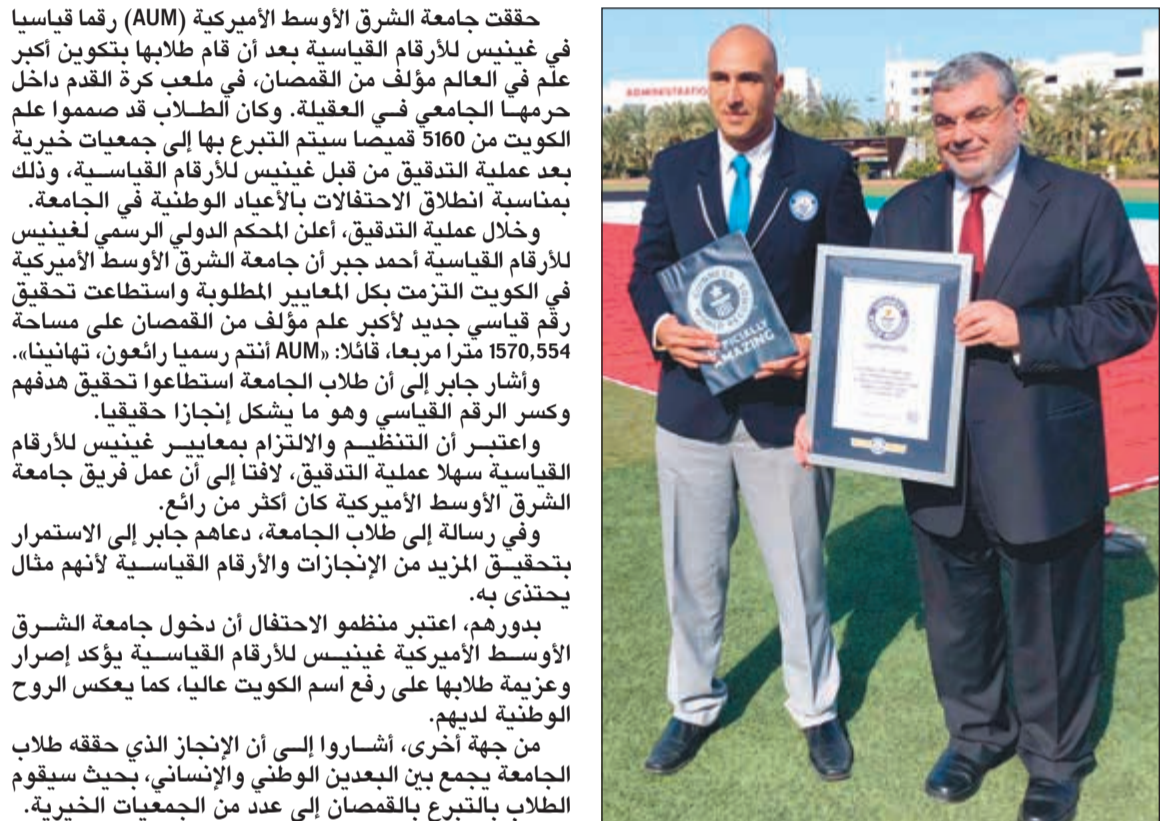 حققت جامعة الشرق الأوسط الأميركية (AUM) رقما قياسيا
في غينيس للأرقام القياسية بعد أن قام طلابها بتكوين أكبر
علم في العالم مؤلف من القمصان، في ملعب كرة القدم داخل
حرمها الجامعي في العقيلة. وكان الطلاب قد صمموا علم
الكويت من 5160 قميصا سيتم التبرع بها إلى جمعيات خيرية
بعد عملية التدقيق من قبل غينيس للأرقام القياسية، وذلك
بمناسبة انطلاق الاحتفالات بالأعياد الوطنية في الجامعة.
وخلال عملية التدقيق، أعلن المحكم الدولي الرسمي لغينيس
للأرقام القياسية أحمد جبر أن جامعة الشرق الأوسط الأميركية
في الكويت التزمت بكل المعايير المطلوبة واستطاعت تحقيق
رقم قياسي جديد لأكبر علم مؤلف من القمصان على مساحة
1570,554 مترا مربعا، قائلا: «AUM أنتم رسميا رائعون، تهانينا».
وأشار جابر إلى أن طلاب الجامعة استطاعوا تحقيق هدفهم
وكسر الرقم القياسي وهو ما يشكل إنجازا حقيقيا.
واعتبر أن التنظيم والالتزام بمعايير غينيس للأرقام
القياسية سهلا عملية التدقيق، لافتا إلى أن عمل فريق جامعة
الشرق الأوسط الأميركية كان أكثر من رائع.
وفي رسالة إلى طلاب الجامعة، دعاهم جابر إلى الاستمرار
بتحقيق المزيد من الإنجازات والأرقام القياسية لأنهم مثال
يحتذى به.
بدورهم، اعتبر منظمو الاحتفال أن دخول جامعة الشرق
الأوسط الأميركية غينيس للأرقام القياسية يؤكد إصرار
وعزيمة طلابها على رفع اسم الكويت عاليا، كما يعكس الروح
الوطنية لديهم.
من جهة أخرى، أشاروا إلى أن الإنجاز الذي حققه طلاب
الجامعة يجمع بين البعدين الوطني والإنساني، بحيث سيقوم
الطلاب بالتبرع بالقمصان إلى عدد من الجمعيات الخيرية.
GUINNESS
WORLD RECORDS
AMAZING